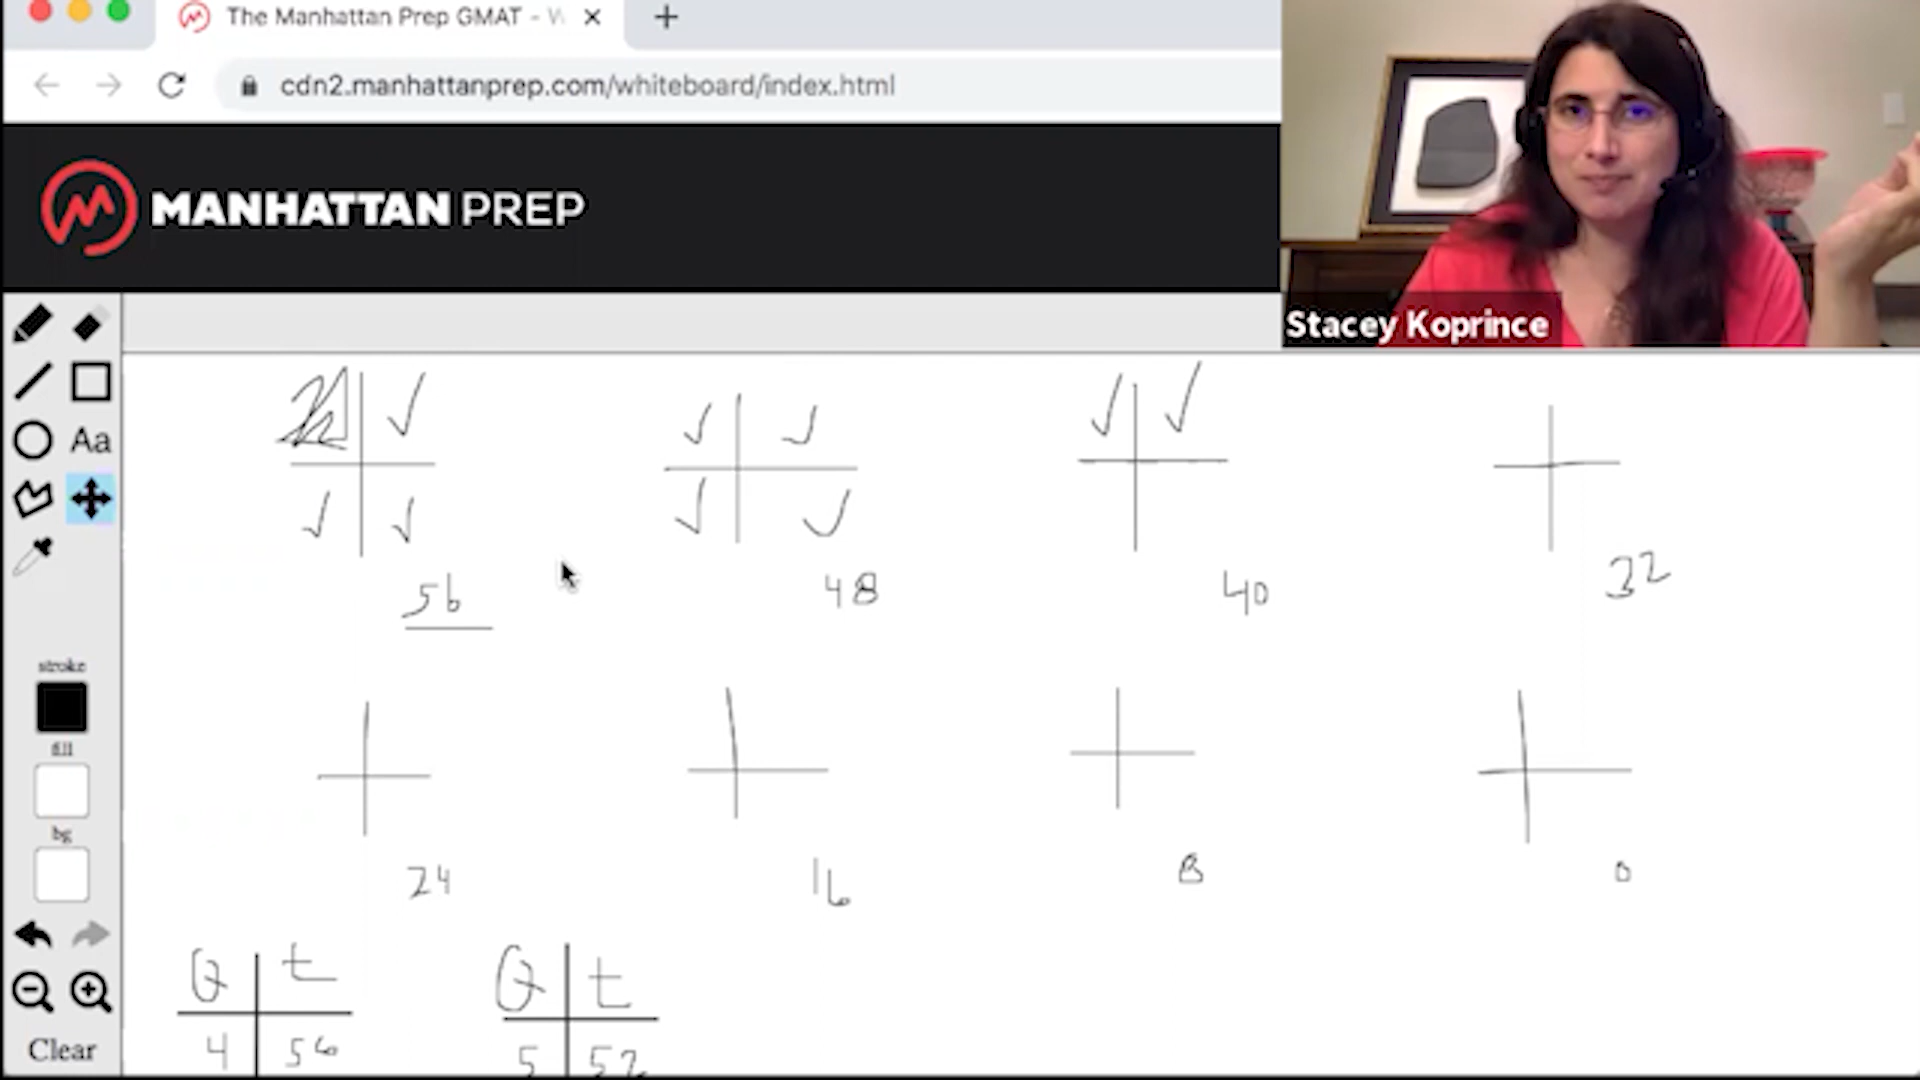 The Manhattan Prep GMAT - W
cdn2.manhattanprep.com/whiteboard/index.html
MANHATTAN PREP
Stacey Koprince
Aa
56
48
40
32
stroke
fill
24
16
8
0
bg
Q t
4 56
Q t
5 52
Clear